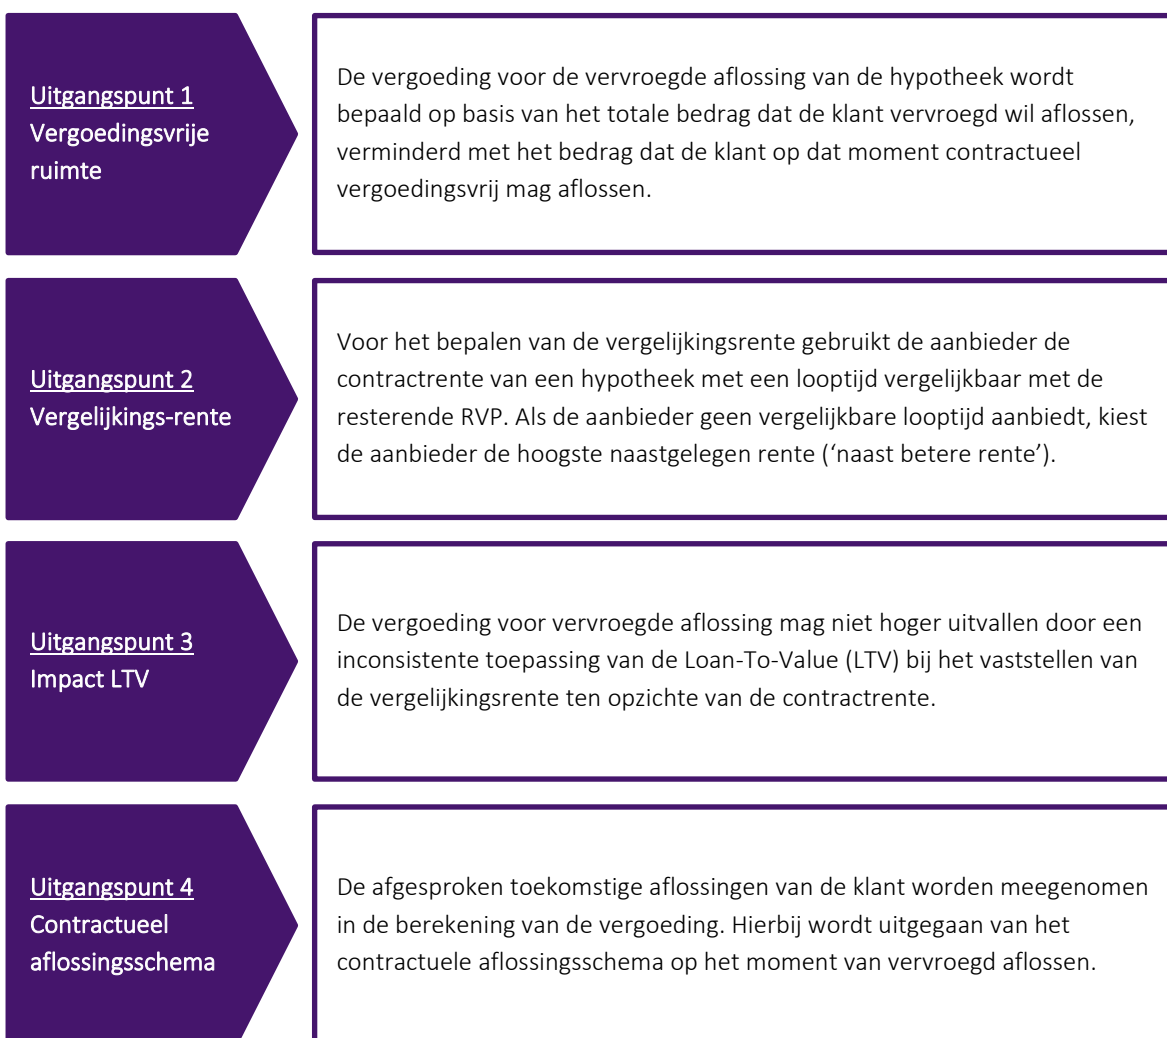 Uitgangspunt 1
Vergoedingsvrije
ruimte
De vergoeding voor de vervroegde aflossing van de hypotheek wordt
bepaald op basis van het totale bedrag dat de klant vervroegd wil aflossen,
verminderd met het bedrag dat de klant op dat moment contractueel
vergoedingsvrij mag aflossen.
Uitgangspunt 2
Vergelijkings-rente
Voor het bepalen van de vergelijkingsrente gebruikt de aanbieder de
contractrente van een hypotheek met een looptijd vergelijkbaar met de
resterende RVP. Als de aanbieder geen vergelijkbare looptijd aanbiedt, kiest
de aanbieder de hoogste naastgelegen rente (‘naast betere rente’).
Uitgangspunt 3
Impact LTV
De vergoeding voor vervroegde aflossing mag niet hoger uitvallen door een
inconsistente toepassing van de Loan-To-Value (LTV) bij het vaststellen van
de vergelijkingsrente ten opzichte van de contractrente.
Uitgangspunt 4
Contractueel
aflossingsschema
De afgesproken toekomstige aflossingen van de klant worden meegenomen
in de berekening van de vergoeding. Hierbij wordt uitgegaan van het
contractuele aflossingsschema op het moment van vervroegd aflossen.